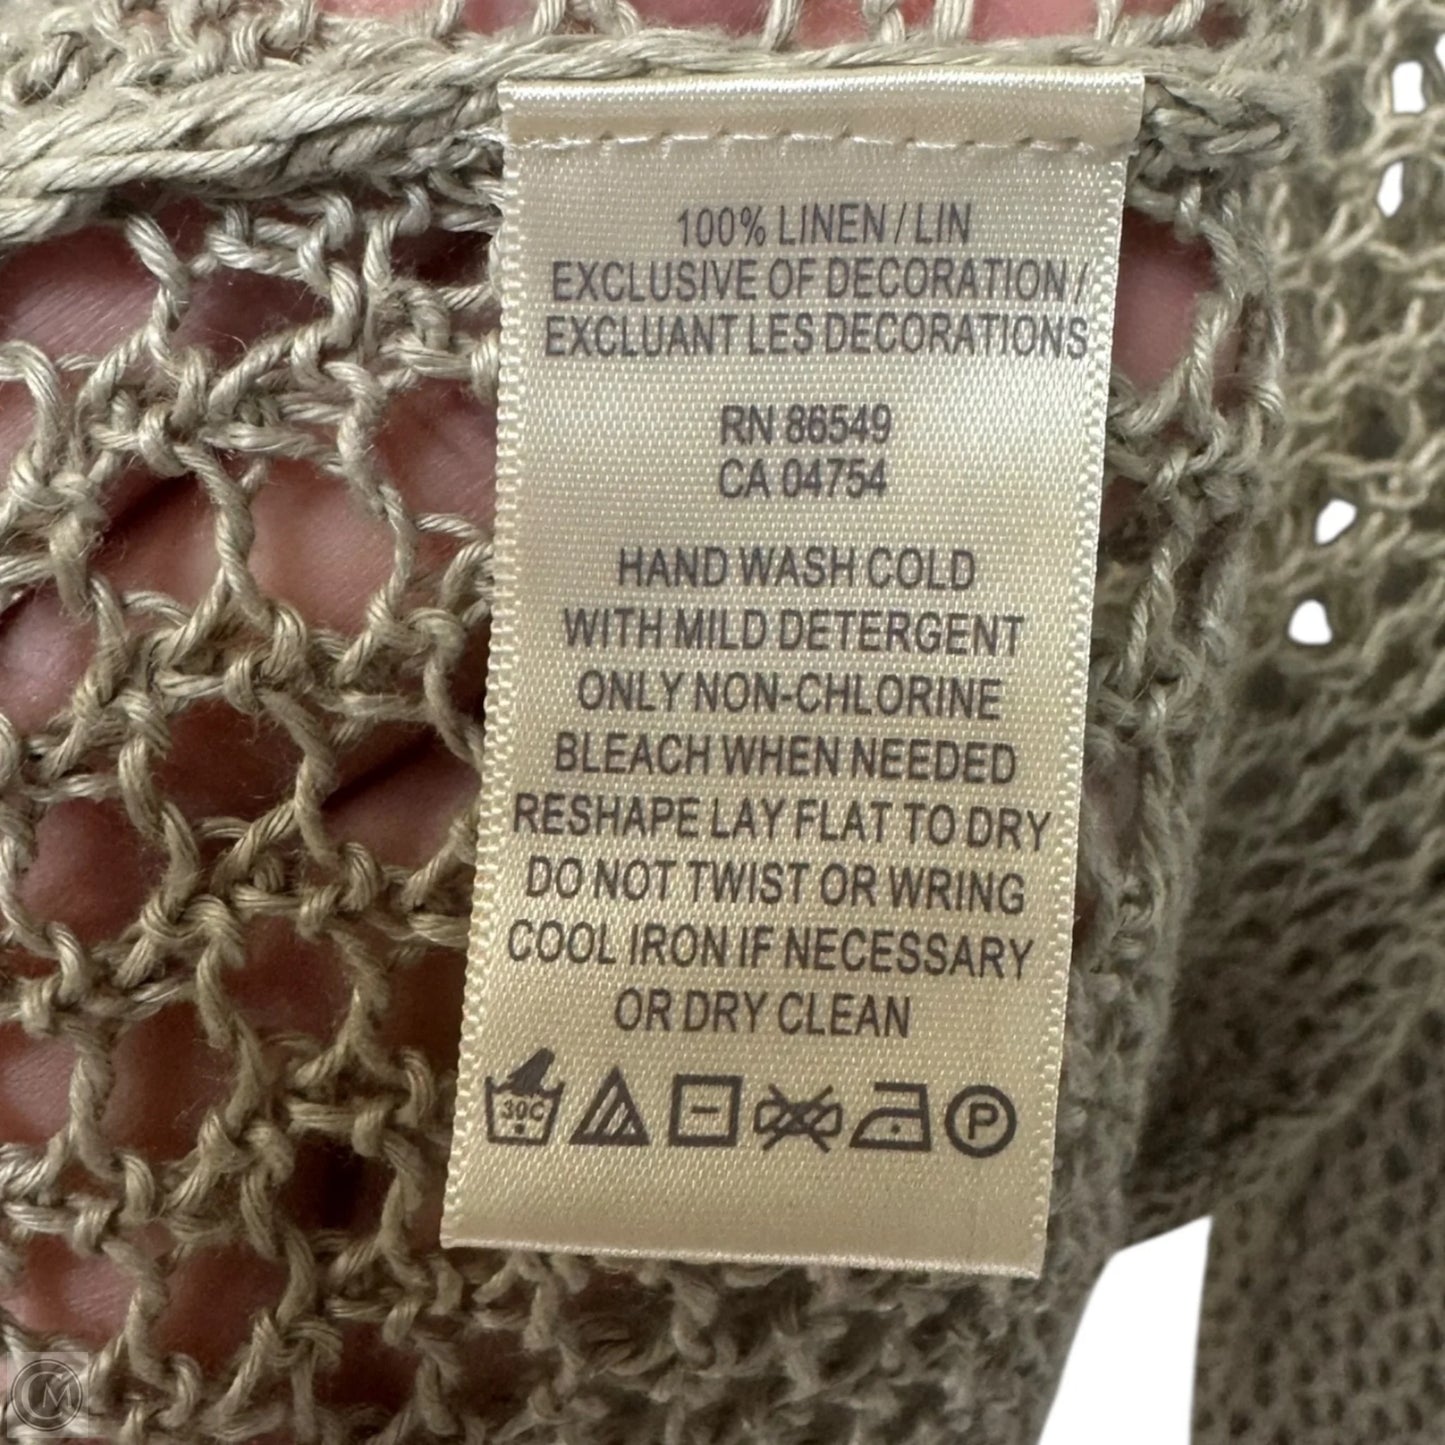 100% LINEN / LIN
EXCLUSIVE OF DECORATION /
EXCLUANT LES DECORATIONS
RN 86549
CA 04754
HAND WASH COLD
WITH MILD DETERGENT
ONLY NON-CHLORINE
BLEACH WHEN NEEDED
RESHAPE LAY FLAT TO DRY
DO NOT TWIST OR WRING
COOL IRON IF NECESSARY
OR DRY CLEAN
30C P
CM